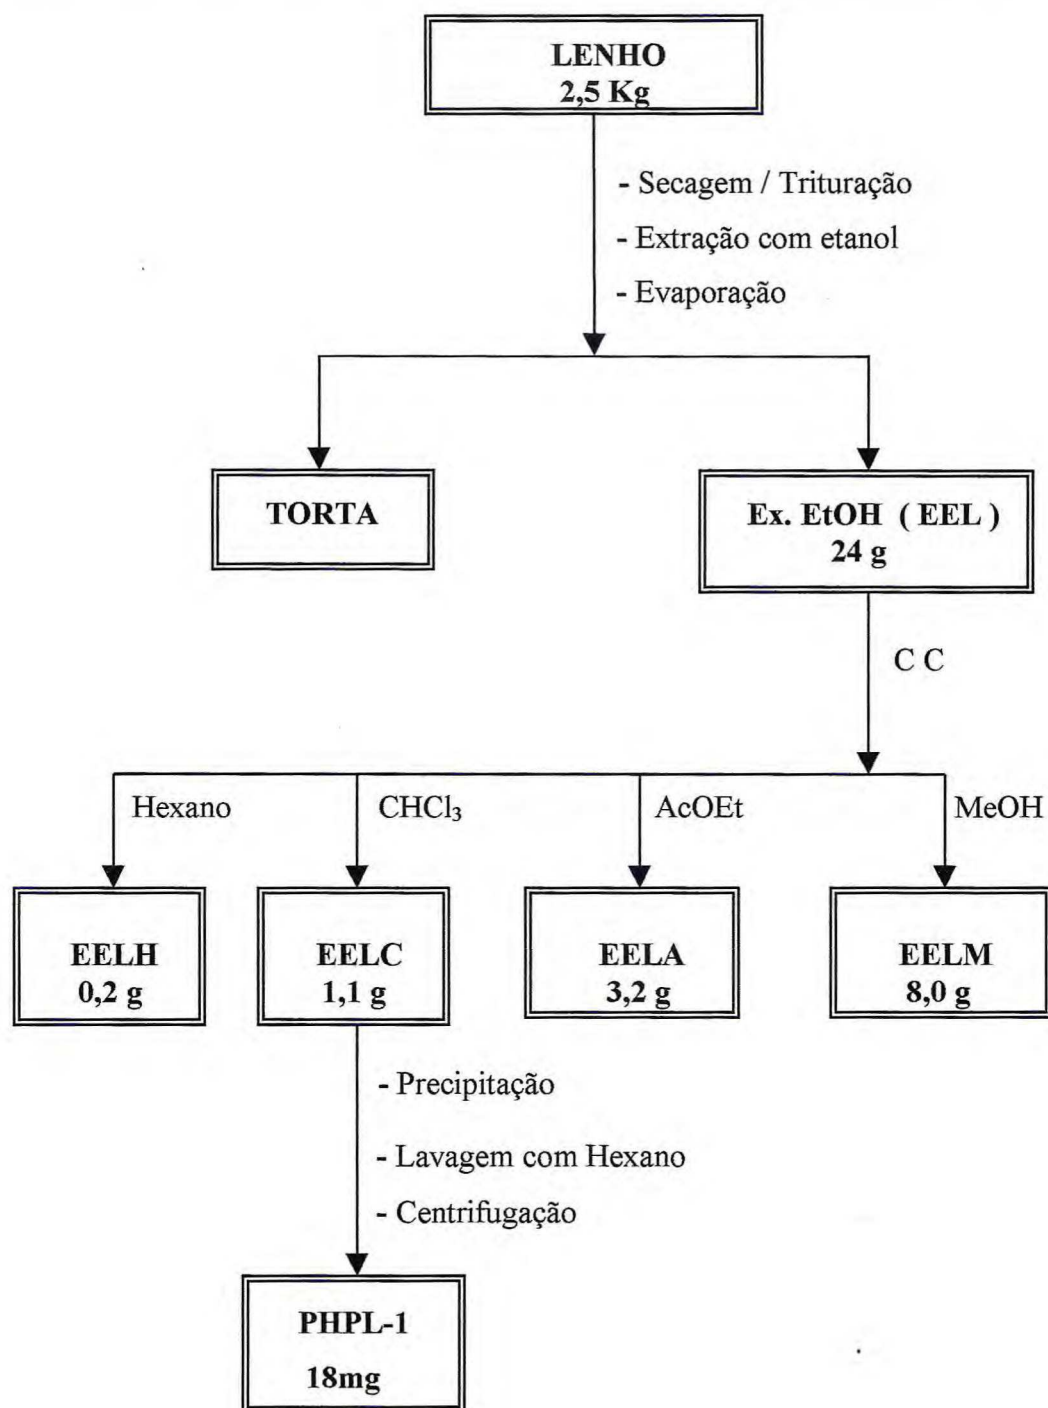 LENHO
2,5 Kg
- Secagem / Trituração
- Extração com etanol
- Evaporação
TORTA
Ex. EtOH ( EEL )
24 g
C C
Hexano
CHCl₃
AcOEt
MeOH
EELH
0,2 g
EELC
1,1 g
EELA
3,2 g
EELM
8,0 g
- Precipitação
- Lavagem com Hexano
- Centrifugação
PHPL-1
18mg